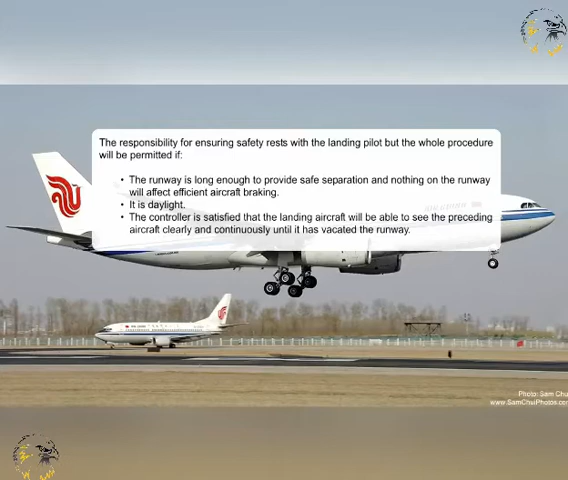 The responsibility for ensuring safety rests with the landing pilot but the whole procedure
will be permitted if:
• The runway is long enough to provide safe separation and nothing on the runway
will affect efficient aircraft braking.
• It is daylight.
• The controller is satisfied that the landing aircraft will be able to see the preceding
aircraft clearly and continuously until it has vacated the runway.
AIR CHINA
Photo: Sam Chu
www.SamChuiPhotos.com